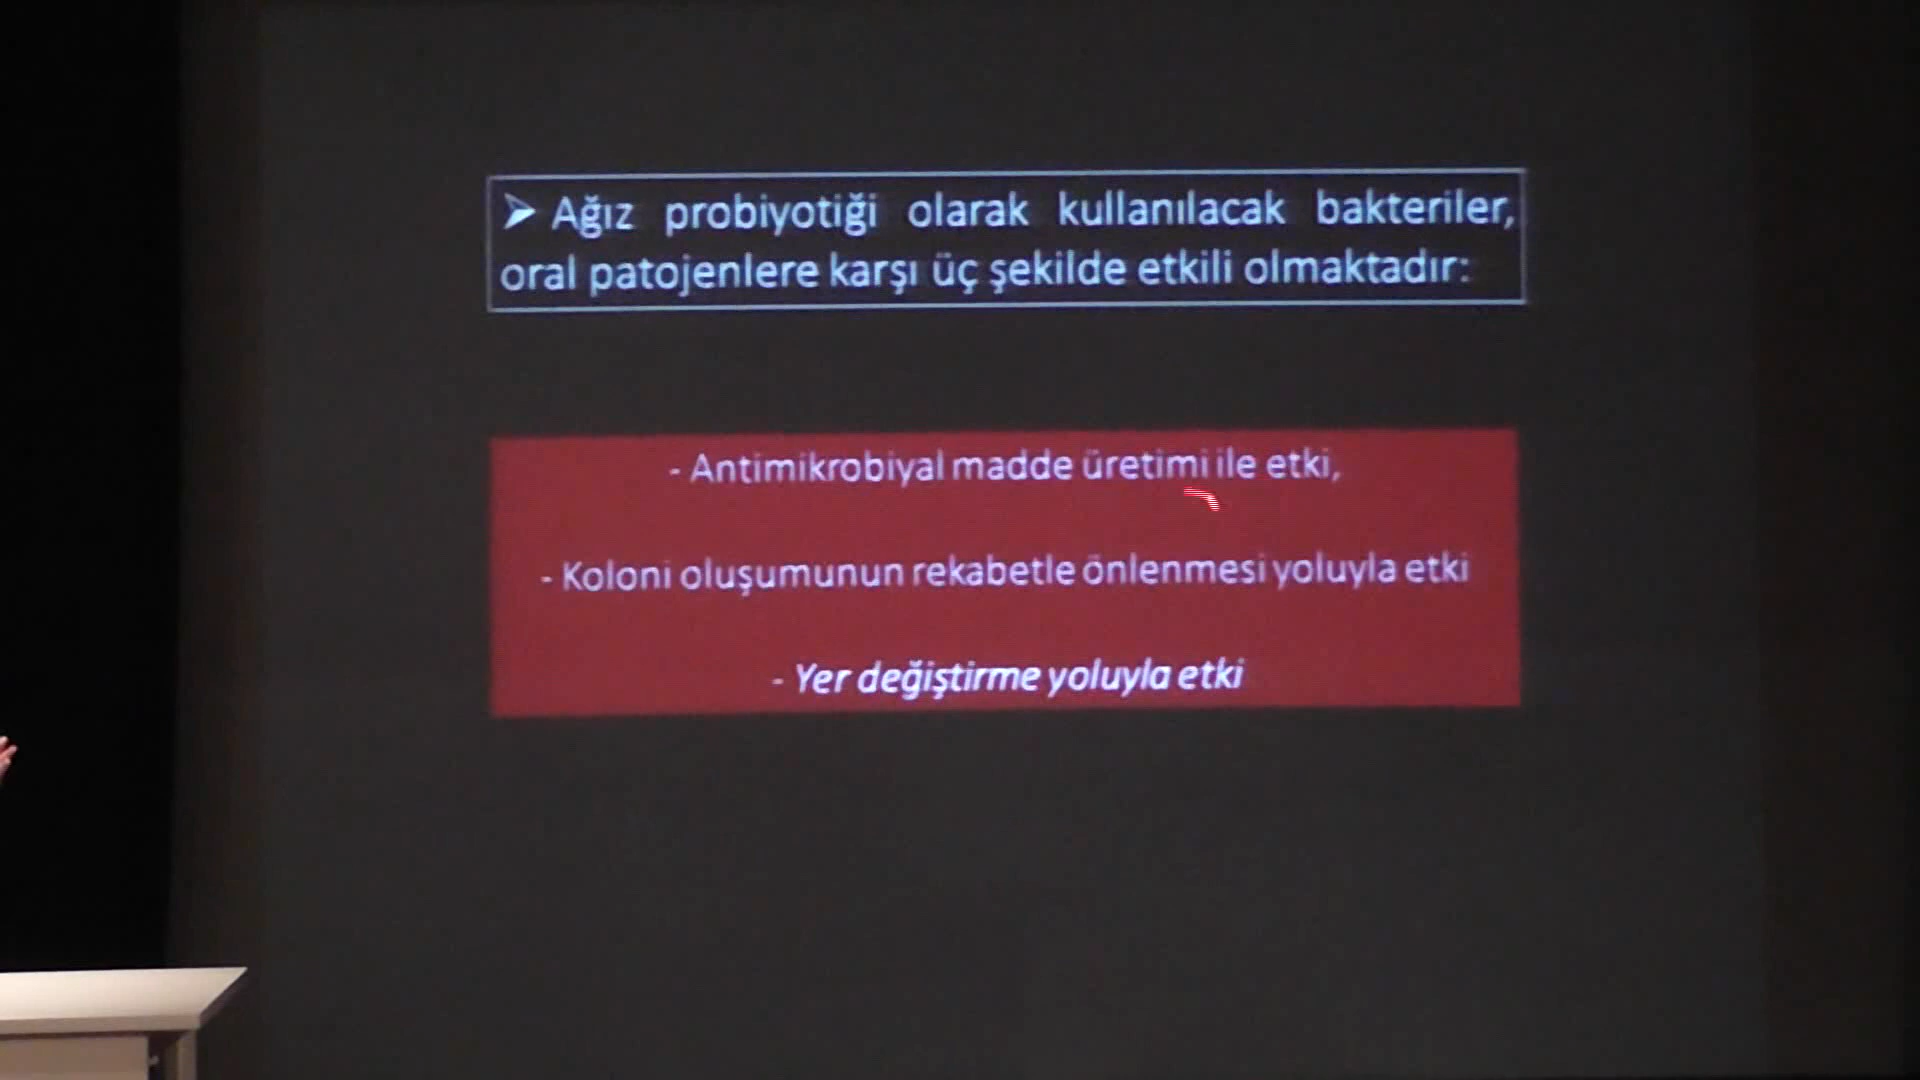 ➤ Ağız probiyotiği olarak kullanılacak bakteriler,
oral patojenlere karşı üç şekilde etkili olmaktadır:
- Antimikrobiyal madde üretimi ile etki,
- Koloni oluşumunun rekabetle önlenmesi yoluyla etki
- Yer değiştirme yoluyla etki